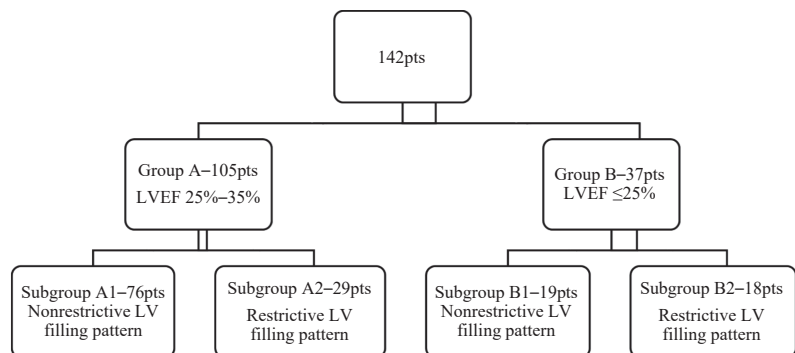 142pts
Group A–105pts
LVEF 25%–35%
Group B–37pts
LVEF ≤25%
Subgroup A1–76pts
Nonrestrictive LV
filling pattern
Subgroup A2–29pts
Restrictive LV
filling pattern
Subgroup B1–19pts
Nonrestrictive LV
filling pattern
Subgroup B2–18pts
Restrictive LV
filling pattern